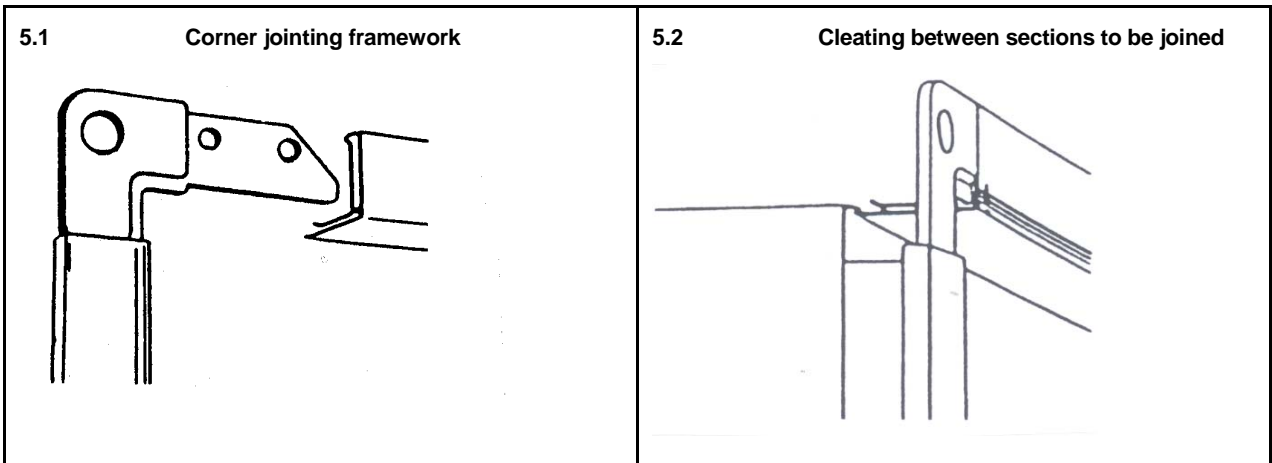 5.1 Corner jointing framework
5.2 Cleating between sections to be joined